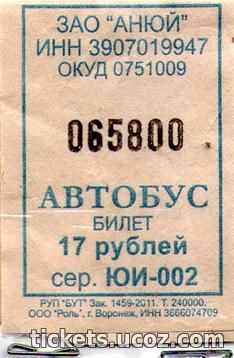 ЗАО "АНЮЙ"
ИНН 3907019947
ОКУД 0751009
065800
АВТОБУС
БИЛЕТ
17 рублей
сер. ЮИ-002
РУП "БУТ" Зак. 1459-2011. Т. 240000.
ООО "Роль", г. Воронеж, ИНН 3666074709
tickets.ucoz.com